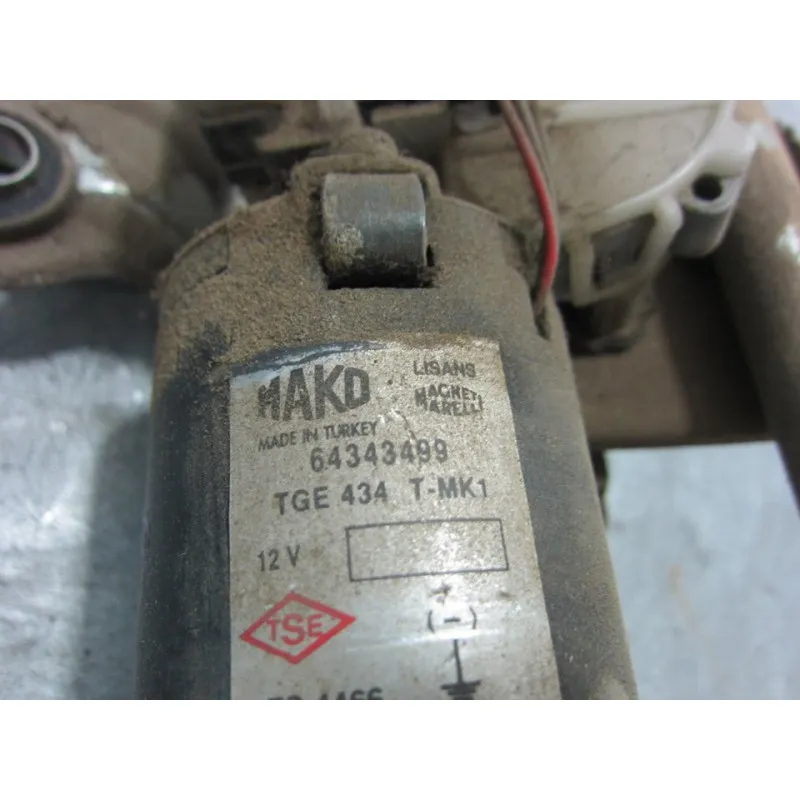 MAKO
LISANS
MAGNETI
MARELLI
MADE IN TURKEY
64343499
TGE 434 T-MK1
12 V
TSE
+
(-)